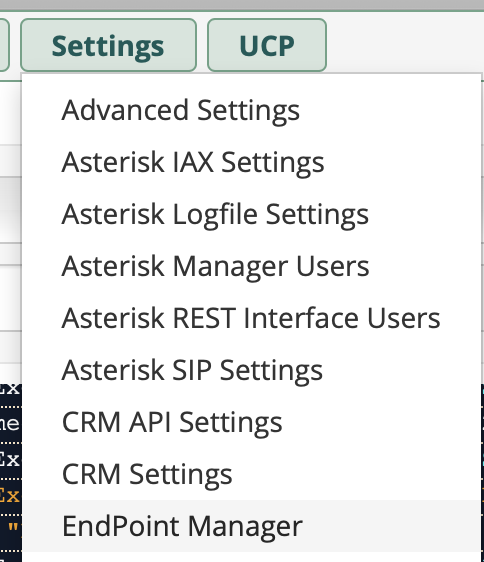 Settings UCP
Advanced Settings
Asterisk IAX Settings
Asterisk Logfile Settings
Asterisk Manager Users
Asterisk REST Interface Users
Asterisk SIP Settings
CRM API Settings
CRM Settings
EndPoint Manager